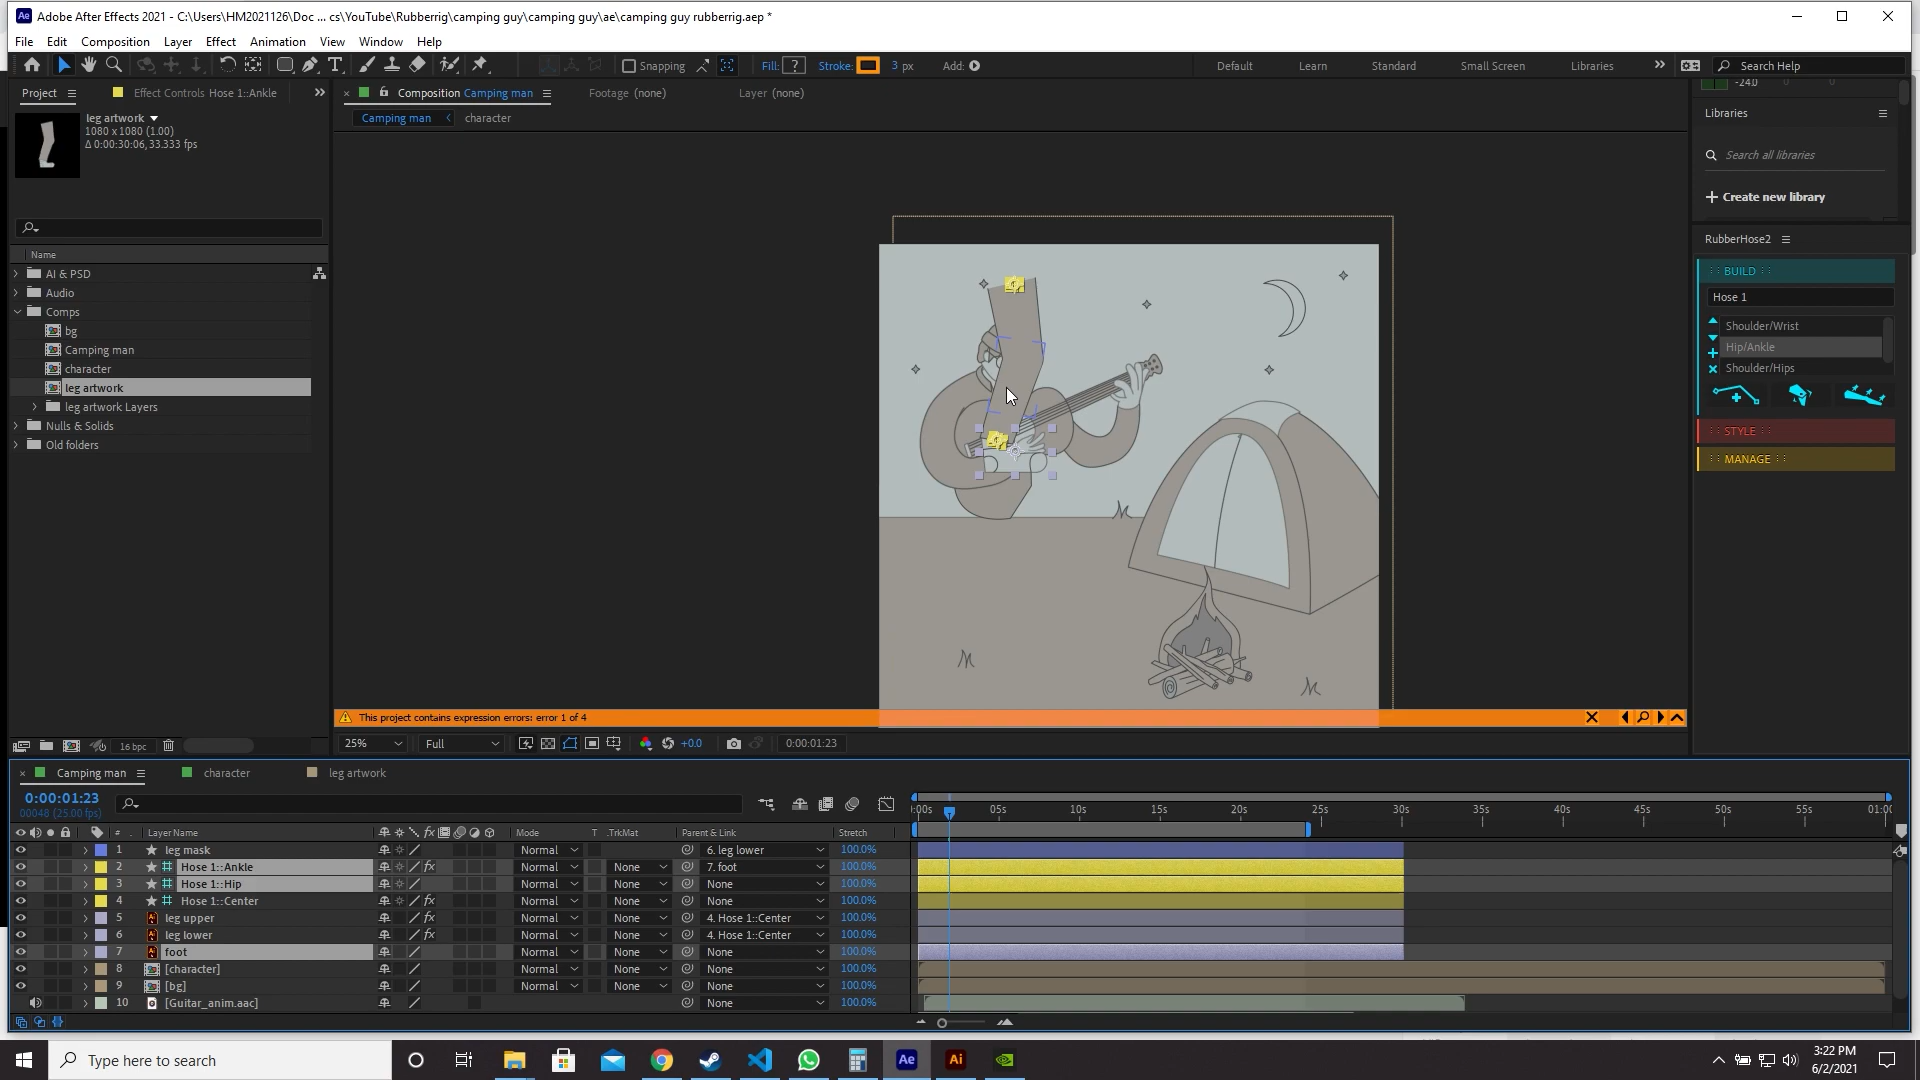 Adobe After Effects 2021 - C:\Users\HM2021126\Doc ... cs\YouTube\Rubberrig\camping guy\camping guy\ae\camping guy rubberrig.aep *
File Edit Composition Layer Effect Animation View Window Help
Snapping Fill: ? Stroke: 3 px Add: Default Learn Standard Small Screen Libraries Search Help
Project Effect Controls Hose 1::Ankle Composition Camping man Footage (none) Layer (none)
-24.0
Libraries
leg artwork
1080 x 1080 (1.00)
Δ 0:00:30:06, 33.333 fps
Camping man character
Search all libraries
Create new library
RubberHose2
BUILD
Hose 1
Shoulder/Wrist
Hip/Ankle
Shoulder/Hips
STYLE
MANAGE
Name
AI & PSD
Audio
Comps
bg
Camping man
character
leg artwork
leg artwork Layers
Nulls & Solids
Old folders
This project contains expression errors: error 1 of 4
16 bpc 25% Full +0.0 0:00:01:23
Camping man character leg artwork
0:00:01:23
00048 (25.00 fps)
:00s 05s 10s 15s 20s 25s 30s 35s 40s 45s 50s 55s 01:00
# Layer Name Mode T .TrkMat Parent & Link Stretch
1 leg mask Normal 6. leg lower 100.0%
2 Hose 1::Ankle Normal None 7. foot 100.0%
3 Hose 1::Hip Normal None None 100.0%
4 Hose 1::Center Normal None None 100.0%
5 leg upper Normal None 4. Hose 1::Center 100.0%
6 leg lower Normal None 4. Hose 1::Center 100.0%
7 foot Normal None None 100.0%
8 [character] Normal None None 100.0%
9 [bg] Normal None None 100.0%
10 [Guitar_anim.aac] None 100.0%
Type here to search
3:22 PM
6/2/2021